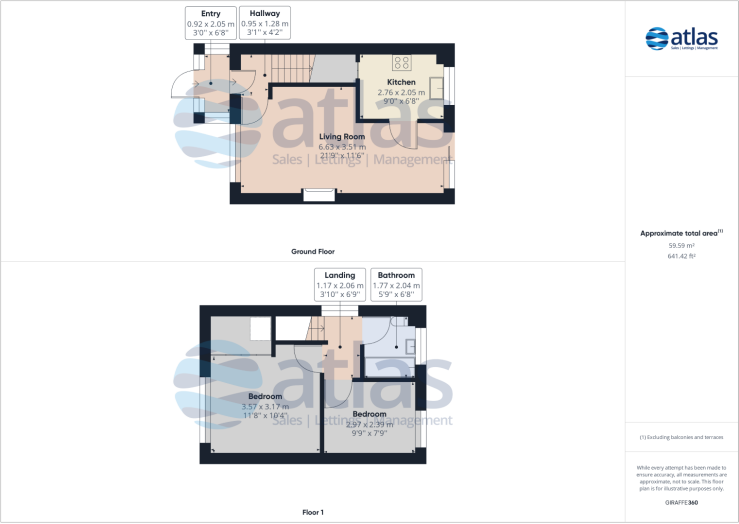 Entry
0.92 x 2.05 m
3'0" x 6'8"
Hallway
0.95 x 1.28 m
3'1" x 4'2"
Kitchen
2.76 x 2.05 m
9'0" x 6'8"
Living Room
6.63 x 3.51 m
21'9" x 11'6"
atlas
Sales | Lettings | Management
Ground Floor
Landing
1.17 x 2.06 m
3'10" x 6'9"
Bathroom
1.77 x 2.04 m
5'9" x 6'8"
Bedroom
3.57 x 3.17 m
11'8" x 10'4"
Bedroom
2.97 x 2.39 m
9'9" x 7'9"
atlas
Sales | Lettings | Management
Floor 1
atlas
Sales | Lettings | Management
Approximate total area(1)
59.59 m²
641.42 ft²
(1) Excluding balconies and terraces
While every attempt has been made to
ensure accuracy, all measurements are
approximate, not to scale. This floor
plan is for illustrative purposes only.
GIRAFFE360